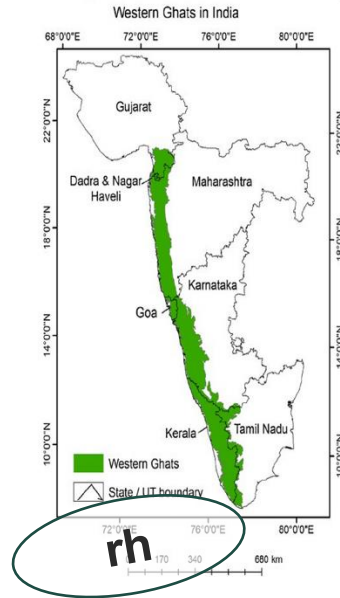 Western Ghats in India
68°0'0"E 72°0'0"E 76°0'0"E 80°0'0"E
Gujarat
22°0'0"N
Dadra & Nagar
Haveli
Maharashtra
18°0'0"N
Karnataka
Goa
14°0'0"N 14°0'0"N
Kerala
Tamil Nadu
10°0'0"N
Western Ghats
State / UT boundary
72°0'0"E 76°0'0"E 80°0'0"E
rh
170 340 680 km